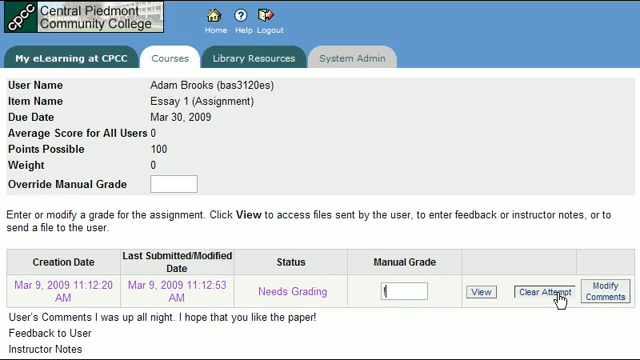 CPCC
Central Piedmont
Community College
Home Help Logout
My eLearning at CPCC Courses Library Resources System Admin
User Name Adam Brooks (bas3120es)
Item Name Essay 1 (Assignment)
Due Date Mar 30, 2009
Average Score for All Users 0
Points Possible 100
Weight 0
Override Manual Grade
Enter or modify a grade for the assignment. Click View to access files sent by the user, to enter feedback or instructor notes, or to
send a file to the user.
Creation Date Last Submitted/Modified Date Status Manual Grade
Mar 9, 2009 11:12:20 AM Mar 9, 2009 11:12:53 AM Needs Grading ! View Clear Attempt Modify Comments
User's Comments I was up all night. I hope that you like the paper!
Feedback to User
Instructor Notes